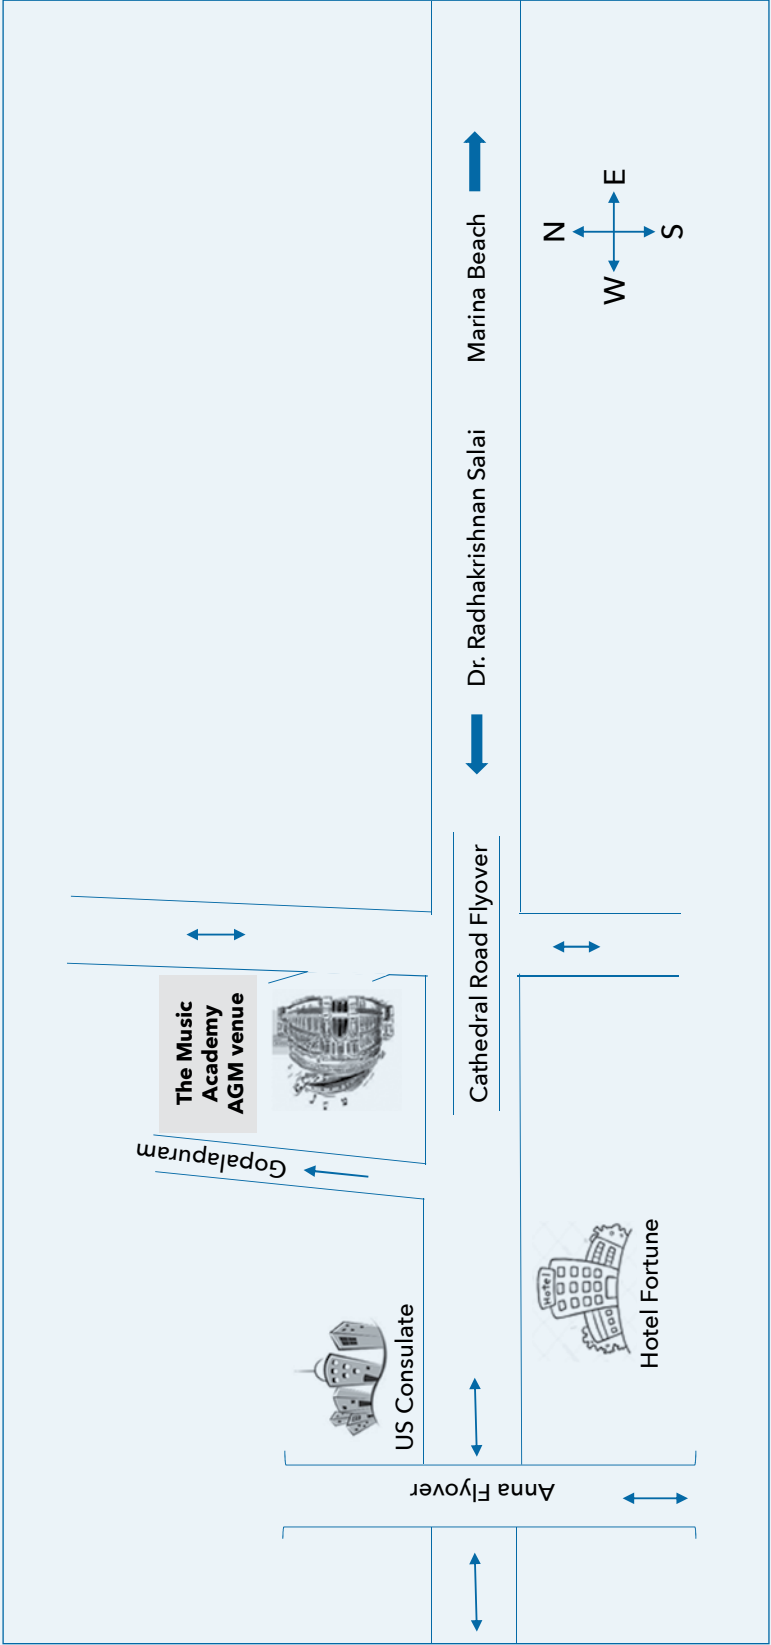 Marina Beach
N
E
S
W
Dr. Radhakrishnan Salai
Cathedral Road Flyover
The Music
Academy
AGM venue
Gopalapuram
Hotel
Hotel Fortune
US Consulate
Anna Flyover